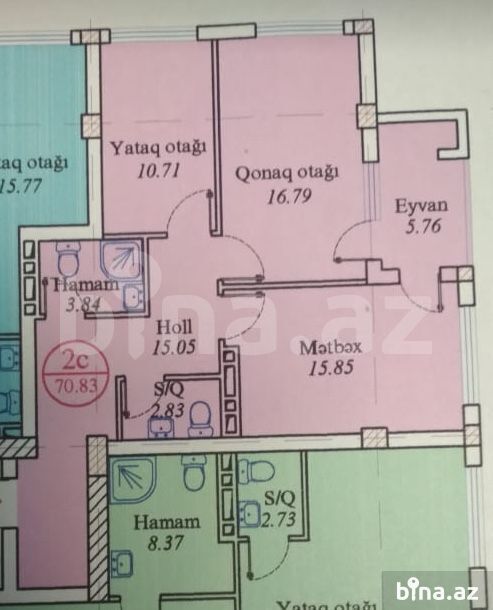 Yataq otağı
10.71
Qonaq otağı
16.79
aq otağı
15.77
Eyvan
5.76
Hamam
3.84
Holl
15.05
Mətbəx
15.85
2c
70.83
S/Q
2.83
S/Q
2.73
Hamam
8.37
Yataq otağı
bina.az
bina.az